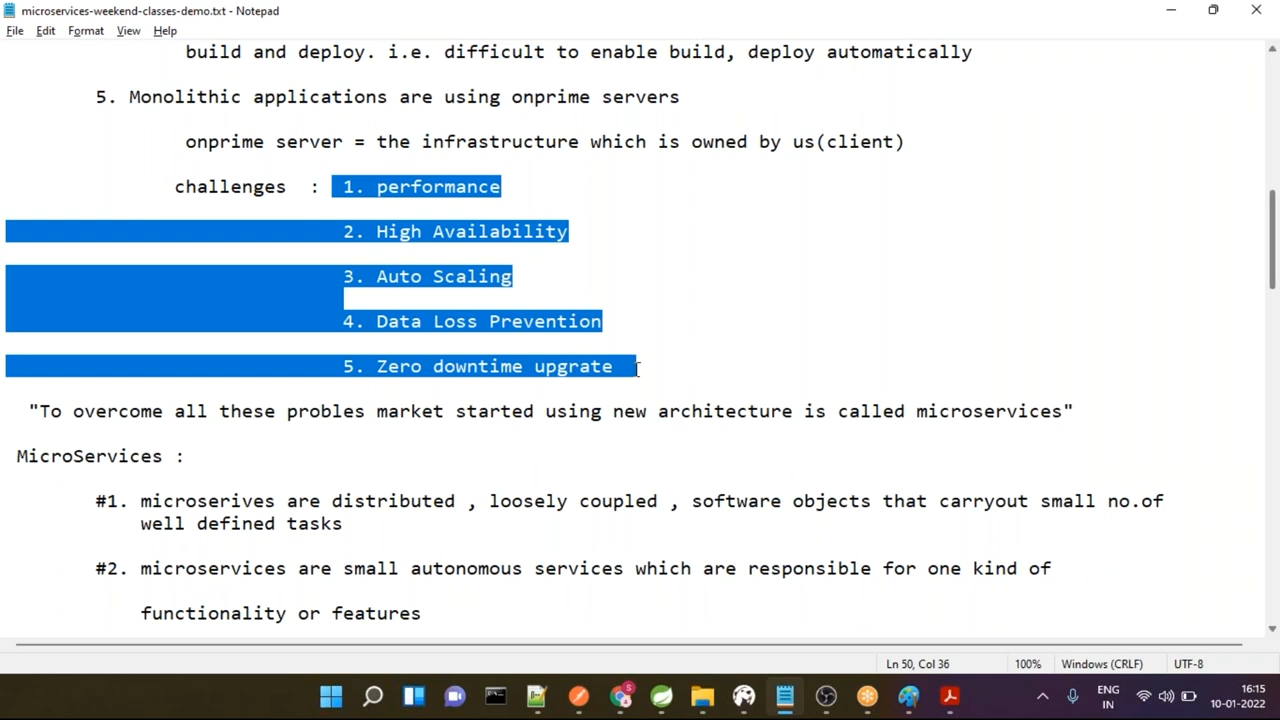 microservices-weekend-classes-demo.txt - Notepad
File Edit Format View Help
build and deploy. i.e. difficult to enable build, deploy automatically
5. Monolithic applications are using onprime servers
onprime server = the infrastructure which is owned by us(client)
challenges : 1. performance
2. High Availability
3. Auto Scaling
4. Data Loss Prevention
5. Zero downtime upgrate
"To overcome all these probles market started using new architecture is called microservices"
MicroServices :
#1. microserives are distributed , loosely coupled , software objects that carryout small no.of
well defined tasks
#2. microservices are small autonomous services which are responsible for one kind of
functionality or features
Ln 50, Col 36 100% Windows (CRLF) UTF-8
ENG 16:15
IN 10-01-2022